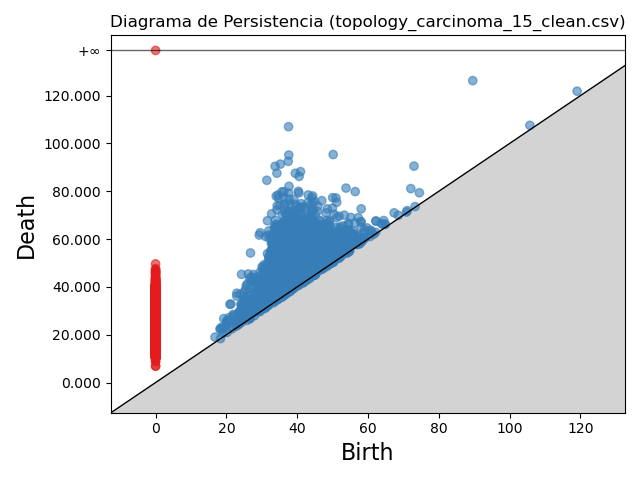 Diagrama de Persistencia (topology_carcinoma_15_clean.csv)
+∞
120.000
100.000
80.000
60.000
40.000
20.000
0.000
Death
0 20 40 60 80 100 120
Birth